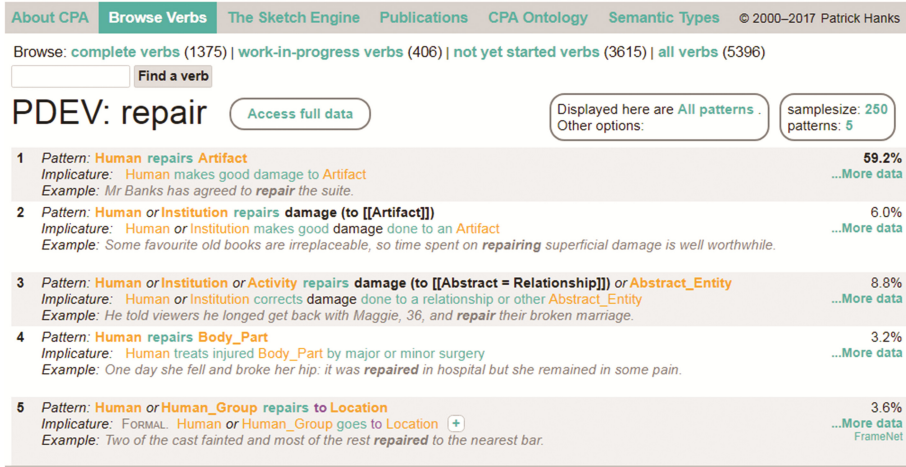 About CPA Browse Verbs The Sketch Engine Publications CPA Ontology Semantic Types © 2000–2017 Patrick Hanks
Browse: complete verbs (1375) | work-in-progress verbs (406) | not yet started verbs (3615) | all verbs (5396)
Find a verb
PDEV: repair Access full data
Displayed here are All patterns .
Other options:
samplesize: 250
patterns: 5
1 Pattern: Human repairs Artifact 59.2%
Implicature: Human makes good damage to Artifact ...More data
Example: Mr Banks has agreed to repair the suite.
2 Pattern: Human or Institution repairs damage (to [[Artifact]]) 6.0%
Implicature: Human or Institution makes good damage done to an Artifact ...More data
Example: Some favourite old books are irreplaceable, so time spent on repairing superficial damage is well worthwhile.
3 Pattern: Human or Institution or Activity repairs damage (to [[Abstract = Relationship]]) or Abstract_Entity 8.8%
Implicature: Human or Institution corrects damage done to a relationship or other Abstract_Entity ...More data
Example: He told viewers he longed get back with Maggie, 36, and repair their broken marriage.
4 Pattern: Human repairs Body_Part 3.2%
Implicature: Human treats injured Body_Part by major or minor surgery ...More data
Example: One day she fell and broke her hip: it was repaired in hospital but she remained in some pain.
5 Pattern: Human or Human_Group repairs to Location 3.6%
Implicature: FORMAL. Human or Human_Group goes to Location + ...More data
Example: Two of the cast fainted and most of the rest repaired to the nearest bar. FrameNet